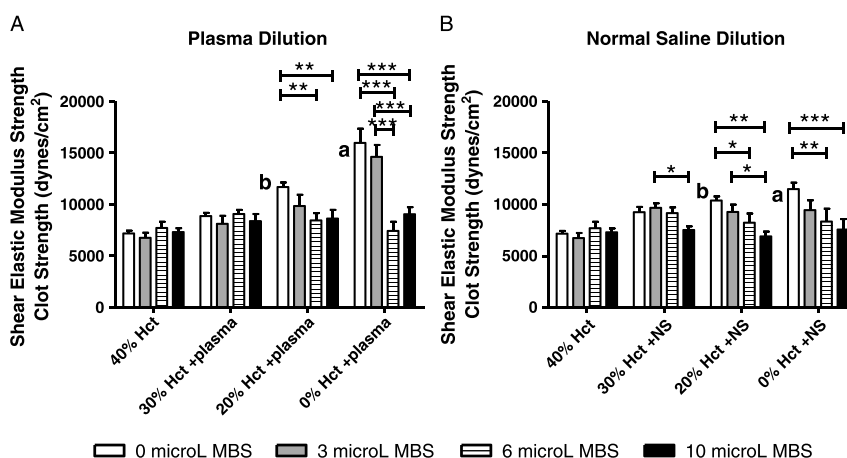 A
Plasma Dilution
Shear Elastic Modulus Strength
Clot Strength (dynes/cm²)
20000
15000
10000
5000
0
**
**
***
***
***
***
b
a
40% Hct
30% Hct +plasma
20% Hct +plasma
0% Hct +plasma
B
Normal Saline Dilution
Shear Elastic Modulus Strength
Clot Strength (dynes/cm²)
20000
15000
10000
5000
0
*
**
*
*
***
**
b
a
40% Hct
30% Hct +NS
20% Hct +NS
0% Hct +NS
0 microL MBS
3 microL MBS
6 microL MBS
10 microL MBS